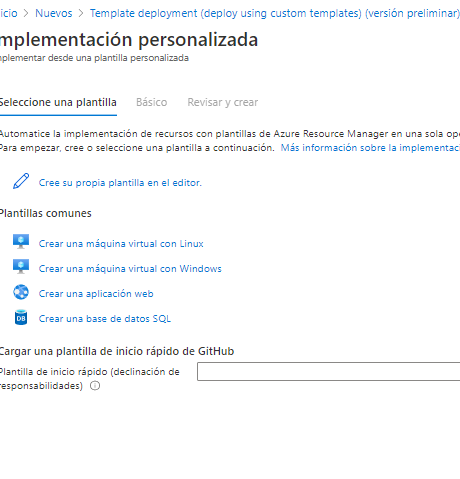 icio > Nuevos > Template deployment (deploy using custom templates) (versión preliminar)
mplementación personalizada
mplementar desde una plantilla personalizada
Seleccione una plantilla Básico Revisar y crear
Automatice la implementación de recursos con plantillas de Azure Resource Manager en una sola ope
Para empezar, cree o seleccione una plantilla a continuación. Más información sobre la implementac
Cree su propia plantilla en el editor.
Plantillas comunes
Crear una máquina virtual con Linux
Crear una máquina virtual con Windows
Crear una aplicación web
DB Crear una base de datos SQL
Cargar una plantilla de inicio rápido de GitHub
Plantilla de inicio rápido (declinación de
responsabilidades)